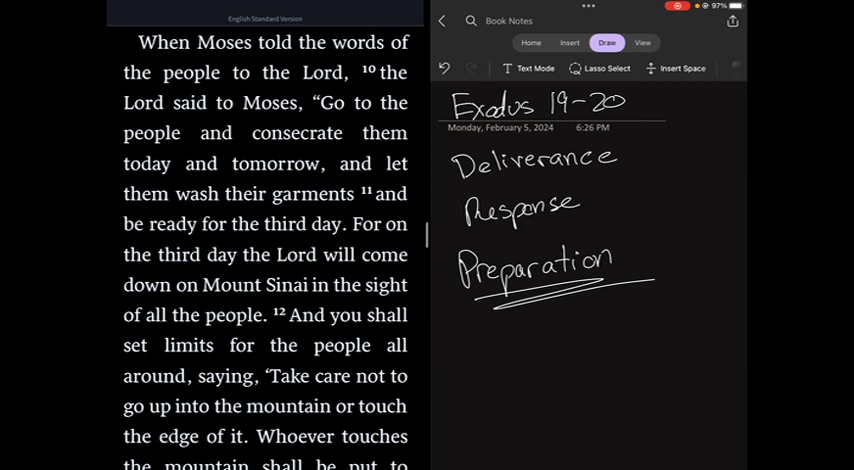 English Standard Version
When Moses told the words of
the people to the Lord, ¹⁰ the
Lord said to Moses, “Go to the
people and consecrate them
today and tomorrow, and let
them wash their garments ¹¹ and
be ready for the third day. For on
the third day the Lord will come
down on Mount Sinai in the sight
of all the people. ¹² And you shall
set limits for the people all
around, saying, ‘Take care not to
go up into the mountain or touch
the edge of it. Whoever touches
the mountain shall be put to
97%
Book Notes
Home Insert Draw View
Text Mode Lasso Select Insert Space
Exodus 19-20
Monday, February 5, 2024 6:26 PM
Deliverance
Response
Preparation